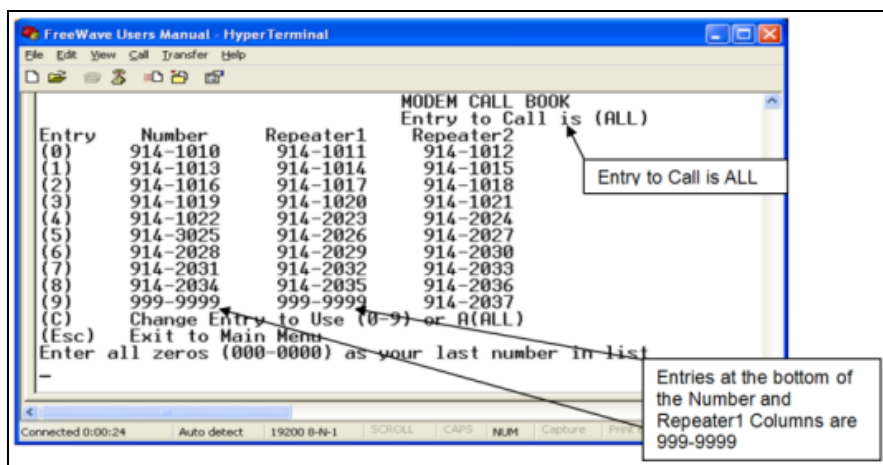 FreeWave Users Manual - HyperTerminal
File Edit View Call Transfer Help
MODEM CALL BOOK
Entry to Call is (ALL)
Entry Number Repeater1 Repeater2
(0) 914-1010 914-1011 914-1012
(1) 914-1013 914-1014 914-1015
(2) 914-1016 914-1017 914-1018
(3) 914-1019 914-1020 914-1021
(4) 914-1022 914-2023 914-2024
(5) 914-3025 914-2026 914-2027
(6) 914-2028 914-2029 914-2030
(7) 914-2031 914-2032 914-2033
(8) 914-2034 914-2035 914-2036
(9) 999-9999 999-9999 914-2037
(C) Change Entry to Use (0-9) or A(ALL)
(Esc) Exit to Main Menu
Enter all zeros (000-0000) as your last number in list
Entry to Call is ALL
Entries at the bottom of
the Number and
Repeater1 Columns are
999-9999
Connected 0:00:24 Auto detect 19200 8-N-1 SCROLL CAPS NUM Capture